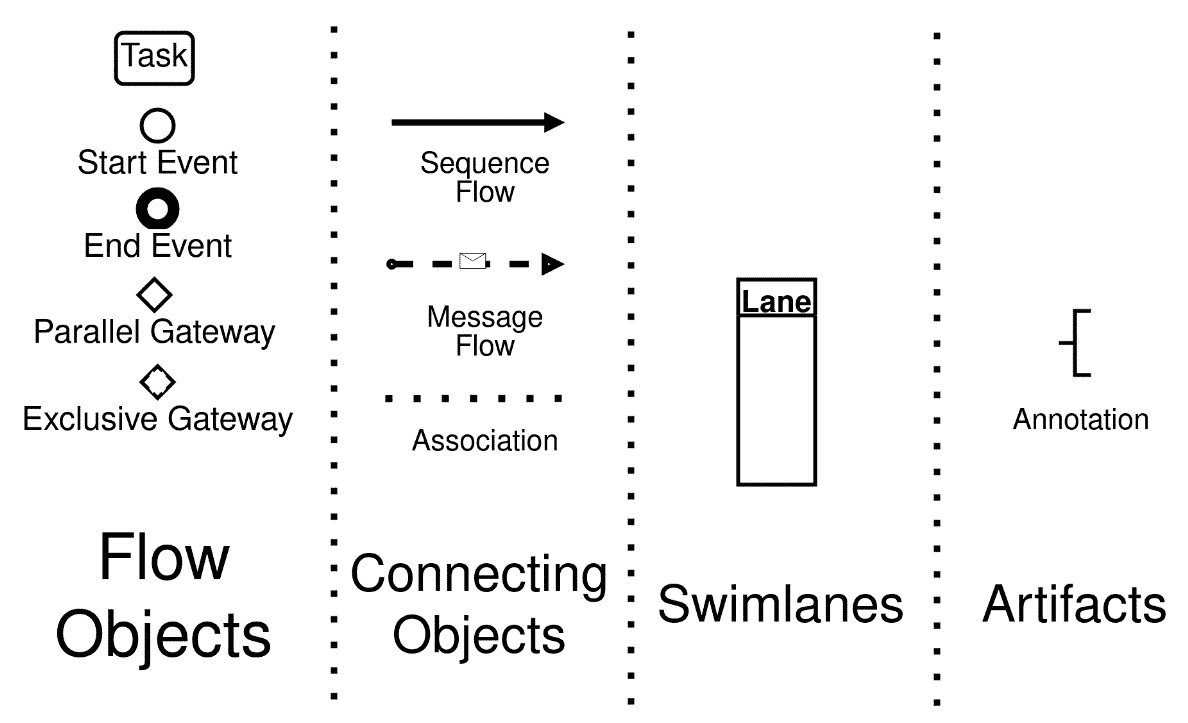 Task
Start Event
End Event
Parallel Gateway
Exclusive Gateway
Flow
Objects
Sequence
Flow
Message
Flow
Association
Connecting
Objects
Lane
Swimlanes
Annotation
Artifacts